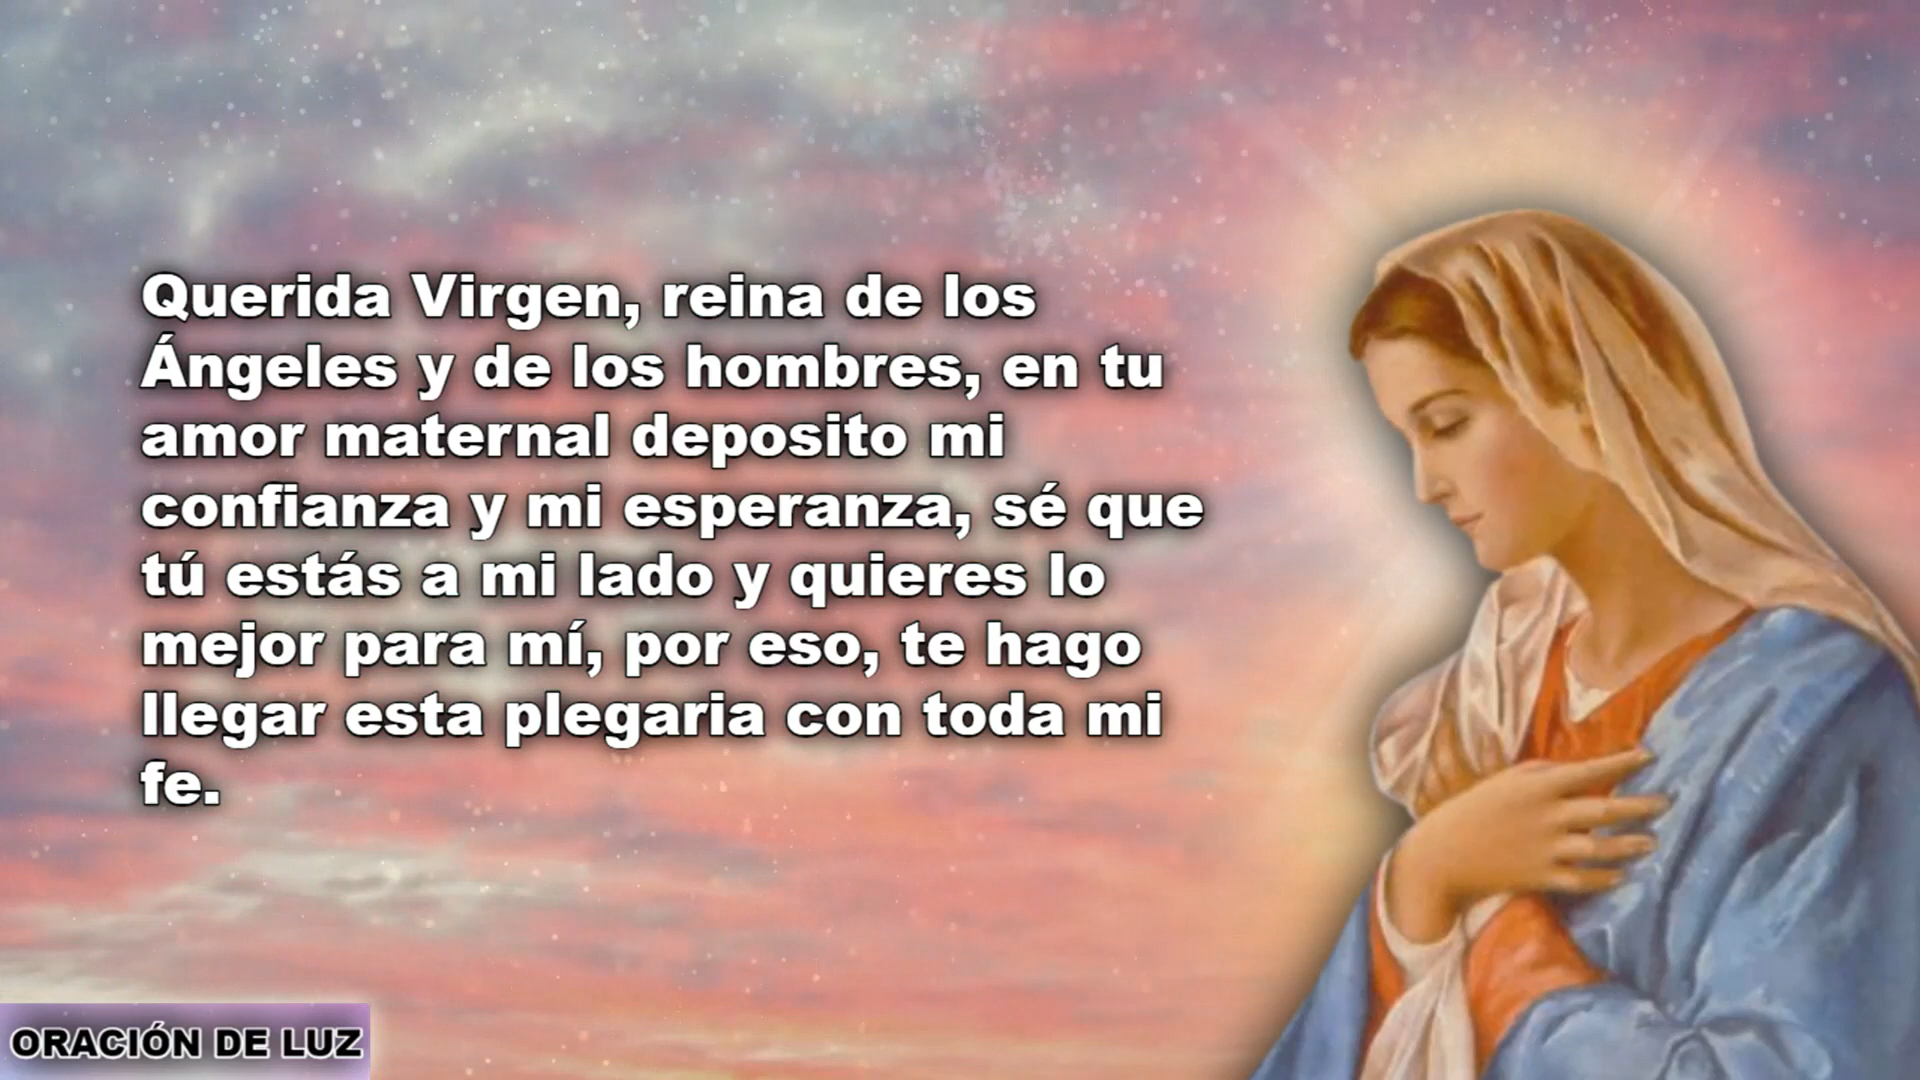 Querida Virgen, reina de los
Ángeles y de los hombres, en tu
amor maternal deposito mi
confianza y mi esperanza, sé que
tú estás a mi lado y quieres lo
mejor para mí, por eso, te hago
llegar esta plegaria con toda mi
fe.
ORACIÓN DE LUZ